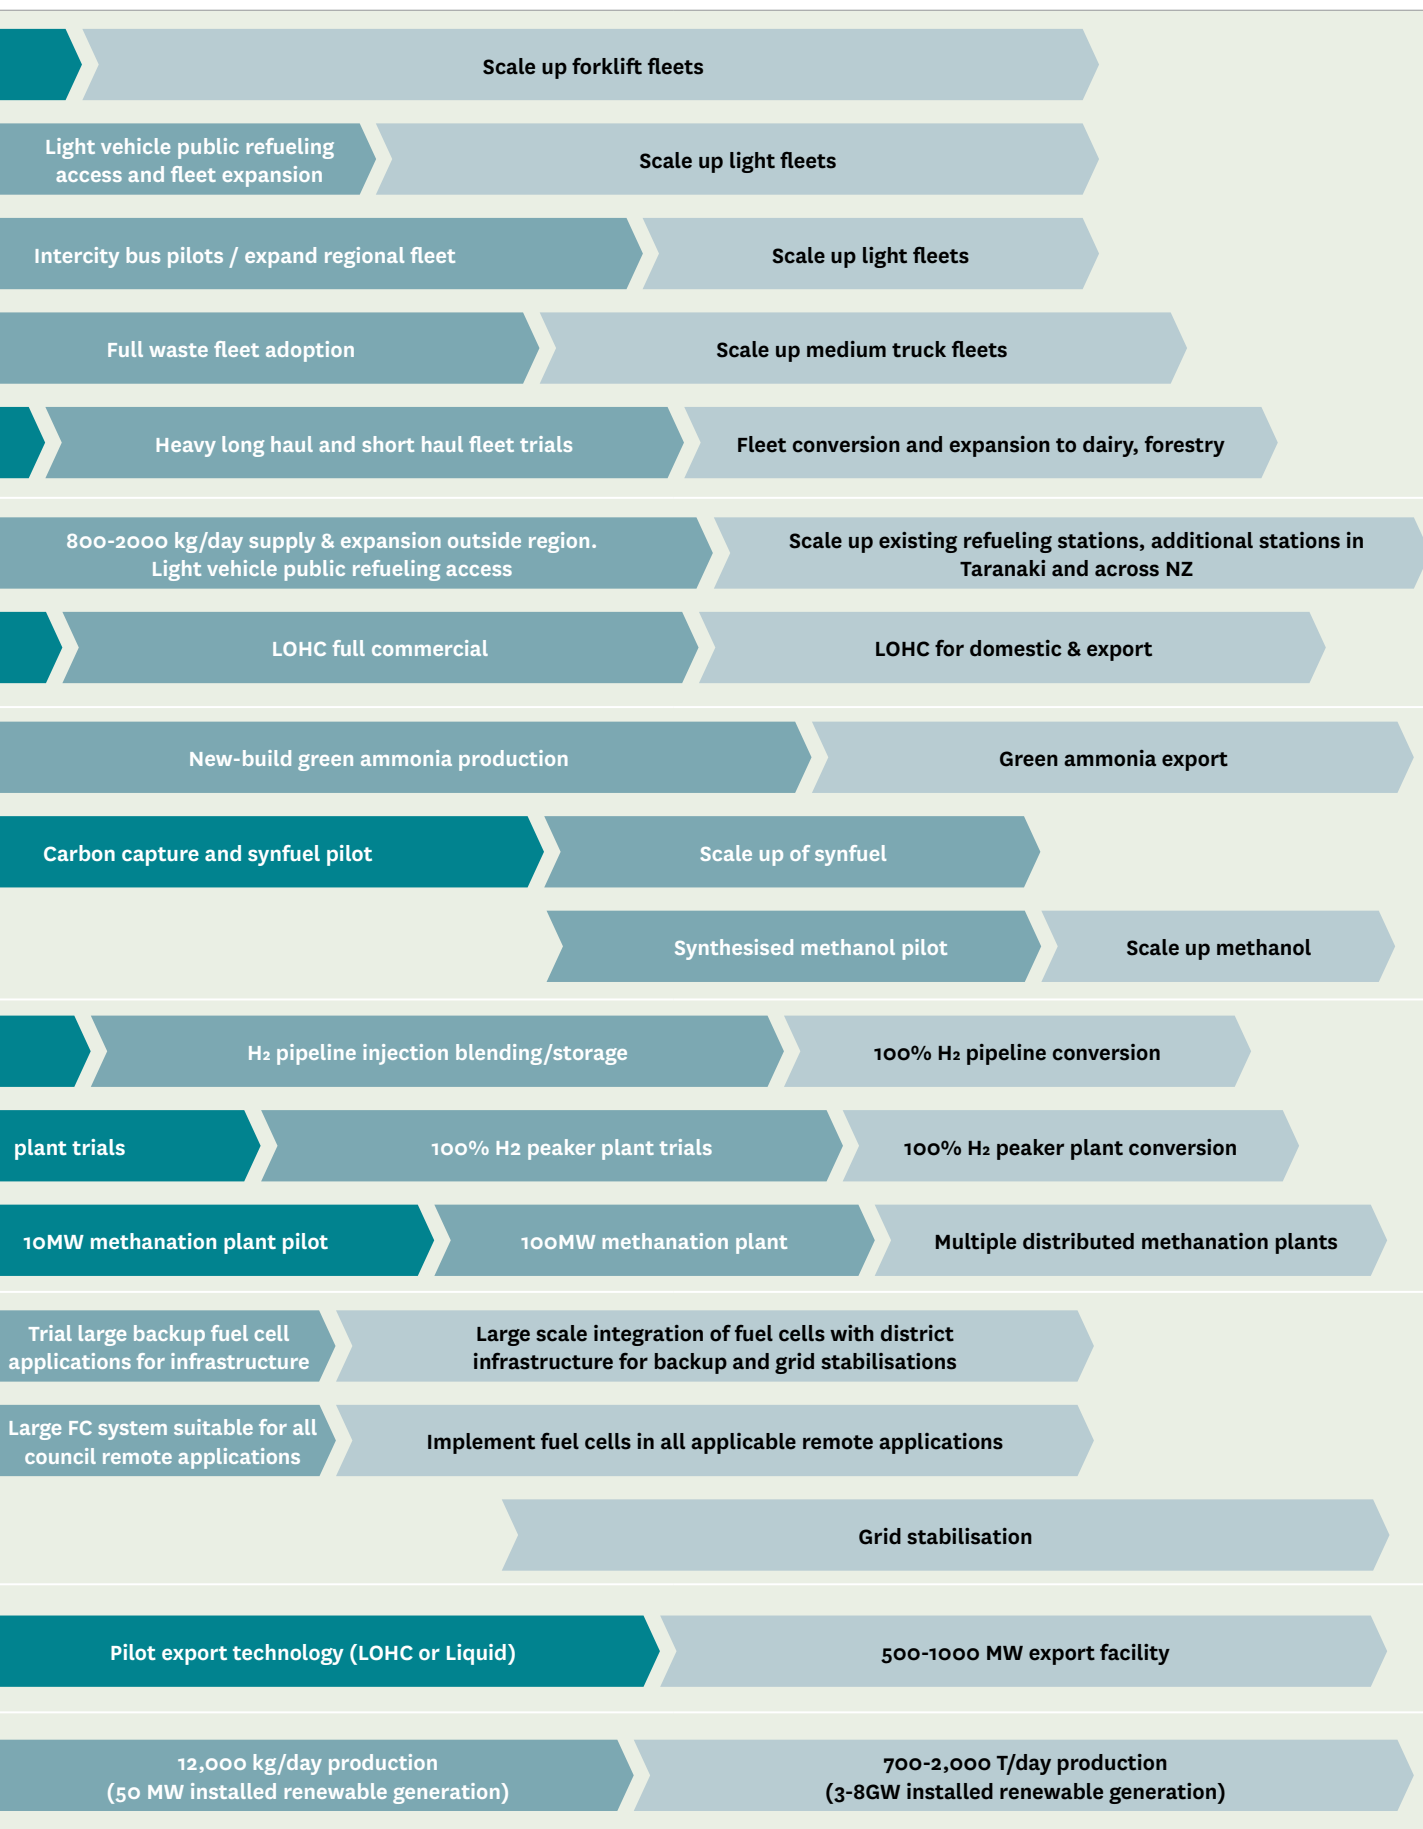 Scale up forklift fleets
Light vehicle public refueling
access and fleet expansion
Scale up light fleets
Intercity bus pilots / expand regional fleet
Scale up light fleets
Full waste fleet adoption
Scale up medium truck fleets
Heavy long haul and short haul fleet trials
Fleet conversion and expansion to dairy, forestry
800-2000 kg/day supply & expansion outside region.
Light vehicle public refueling access
Scale up existing refueling stations, additional stations in
Taranaki and across NZ
LOHC full commercial
LOHC for domestic & export
New-build green ammonia production
Green ammonia export
Carbon capture and synfuel pilot
Scale up of synfuel
Synthesised methanol pilot
Scale up methanol
H₂ pipeline injection blending/storage
100% H₂ pipeline conversion
plant trials
100% H2 peaker plant trials
100% H₂ peaker plant conversion
10MW methanation plant pilot
100MW methanation plant
Multiple distributed methanation plants
Trial large backup fuel cell
applications for infrastructure
Large scale integration of fuel cells with district
infrastructure for backup and grid stabilisations
Large FC system suitable for all
council remote applications
Implement fuel cells in all applicable remote applications
Grid stabilisation
Pilot export technology (LOHC or Liquid)
500-1000 MW export facility
12,000 kg/day production
(50 MW installed renewable generation)
700-2,000 T/day production
(3-8GW installed renewable generation)